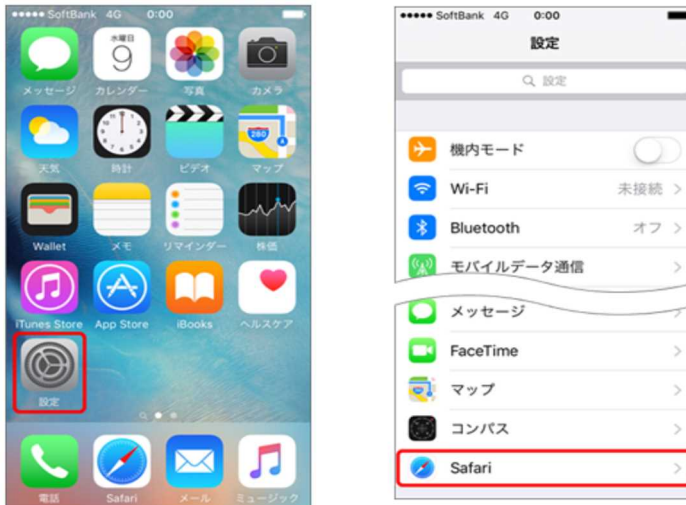 SoftBank 4G 0:00
水曜日
9
メッセージ カレンダー 写真 カメラ
280
天気 時計 ビデオ マップ
Wallet メモ リマインダー 株価
iTunes Store App Store iBooks ヘルスケア
設定
電話 Safari メール ミュージック
SoftBank 4G 0:00
設定
設定
機内モード
Wi-Fi 未接続
Bluetooth オフ
モバイルデータ通信
メッセージ
FaceTime
マップ
コンパス
Safari